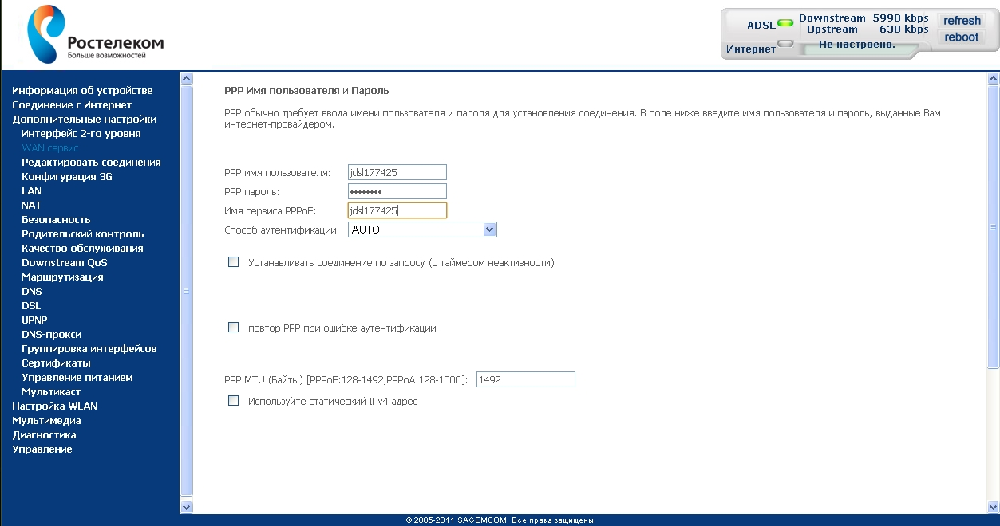 Ростелеком
Больше возможностей
ADSL
Downstream 5998 kbps
Upstream 638 kbps
Интернет
Не настроено.
refresh
reboot
Информация об устройстве
Соединение с Интернет
Дополнительные настройки
Интерфейс 2-го уровня
WAN сервис
Редактировать соединения
Конфигурация 3G
LAN
NAT
Безопасность
Родительский контроль
Качество обслуживания
Downstream QoS
Маршрутизация
DNS
DSL
UPNP
DNS-прокси
Группировка интерфейсов
Сертификаты
Управление питанием
Мультикаст
Настройка WLAN
Мультимедиа
Диагностика
Управление
PPP Имя пользователя и Пароль
PPP обычно требует ввода имени пользователя и пароля для установления соединения. В поле ниже введите имя пользователя и пароль, выданные Вам
интернет-провайдером.
PPP имя пользователя: jdsl177425
PPP пароль: ••••••••
Имя сервиса PPPoE: jdsl177425
Способ аутентификации: AUTO
Устанавливать соединение по запросу (с таймером неактивности)
повтор PPP при ошибке аутентификации
PPP MTU (Байты) [PPPoE:128-1492,PPPoA:128-1500]: 1492
Используйте статический IPv4 адрес
© 2005-2011 SAGEMCOM. Все права защищены.